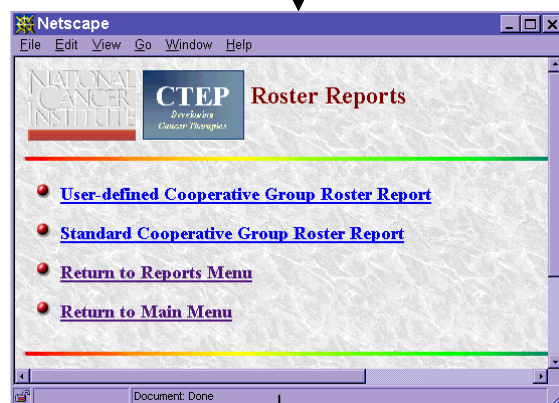 Netscape
File Edit View Go Window Help
NATIONAL
CANCER
INSTITUTE
CTEP
Developing
Cancer Therapies
Roster Reports
User-defined Cooperative Group Roster Report
Standard Cooperative Group Roster Report
Return to Reports Menu
Return to Main Menu
Document: Done